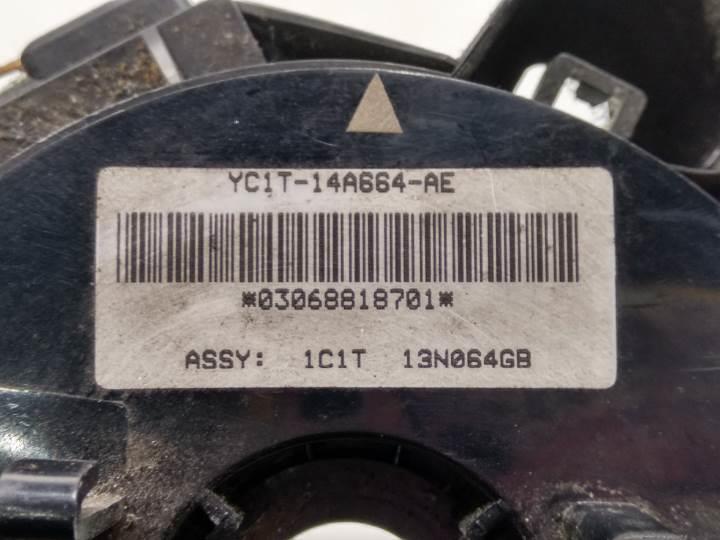 YC1T-14A664-AE
*03068818701*
ASSY: 1C1T 13N064GB